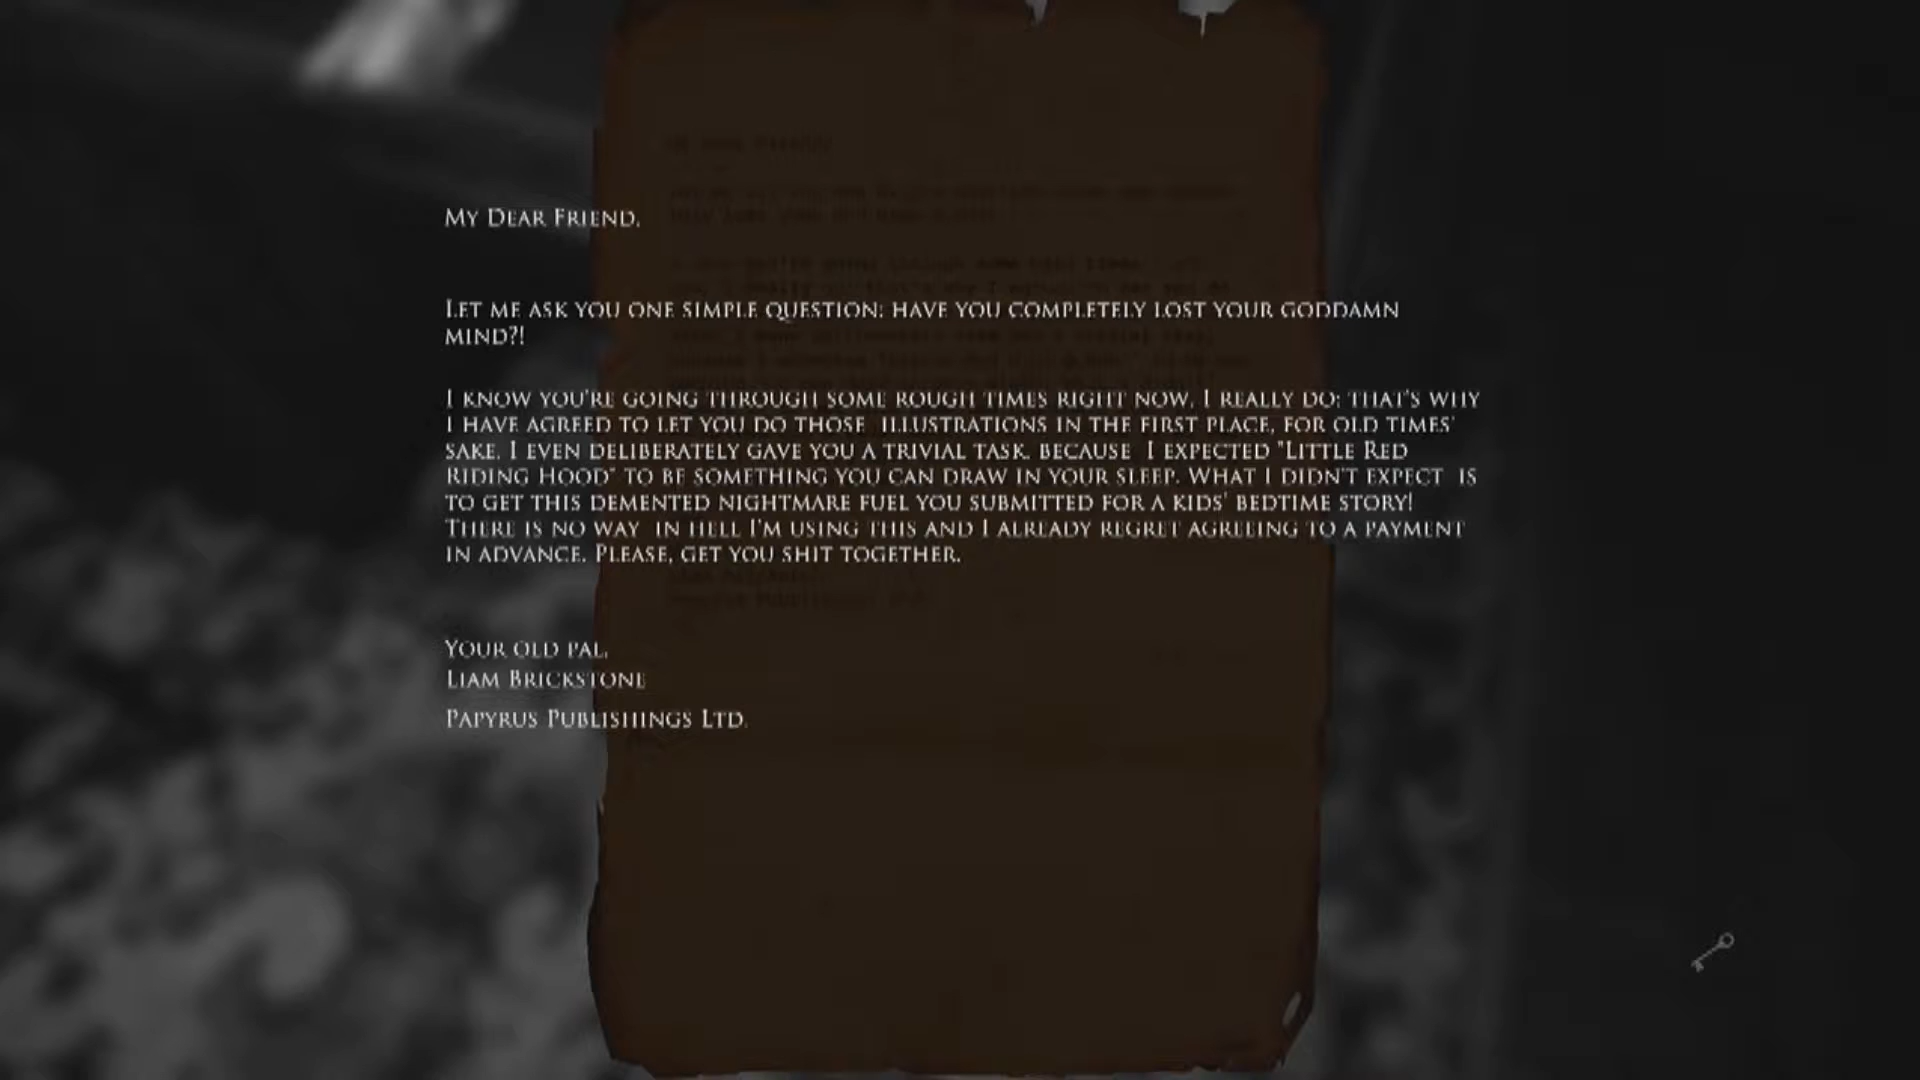 My Dear Friend,
Let me ask you one simple question: have you completely lost your goddamn
mind?!
I know you're going through some rough times right now, I really do; that's why
I have agreed to let you do those illustrations in the first place, for old times'
sake. I even deliberately gave you a trivial task, because I expected "Little Red
Riding Hood" to be something you can draw in your sleep. What I didn't expect is
to get this demented nightmare fuel you submitted for a kids' bedtime story!
There is no way in hell I'm using this and I already regret agreeing to a payment
in advance. Please, get you shit together.
Your old pal,
Liam Brickstone
Papyrus Publishings Ltd.